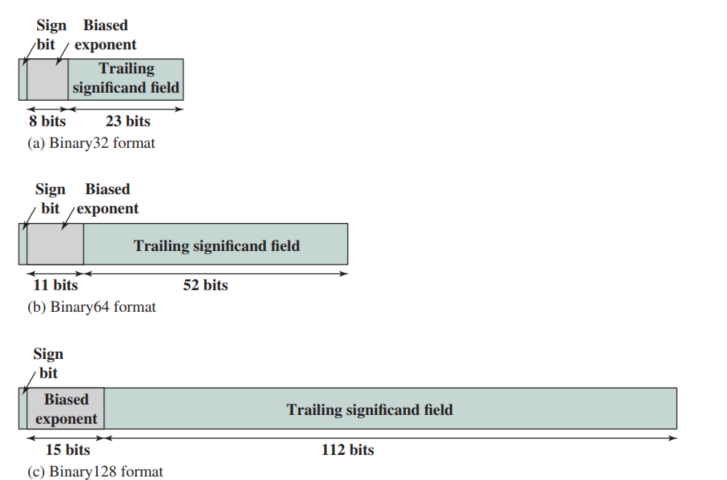 Sign Biased
bit exponent
Trailing
significand field
8 bits 23 bits
(a) Binary32 format
Sign Biased
bit exponent
Trailing significand field
11 bits 52 bits
(b) Binary64 format
Sign
bit
Biased
exponent
Trailing significand field
15 bits 112 bits
(c) Binary128 format